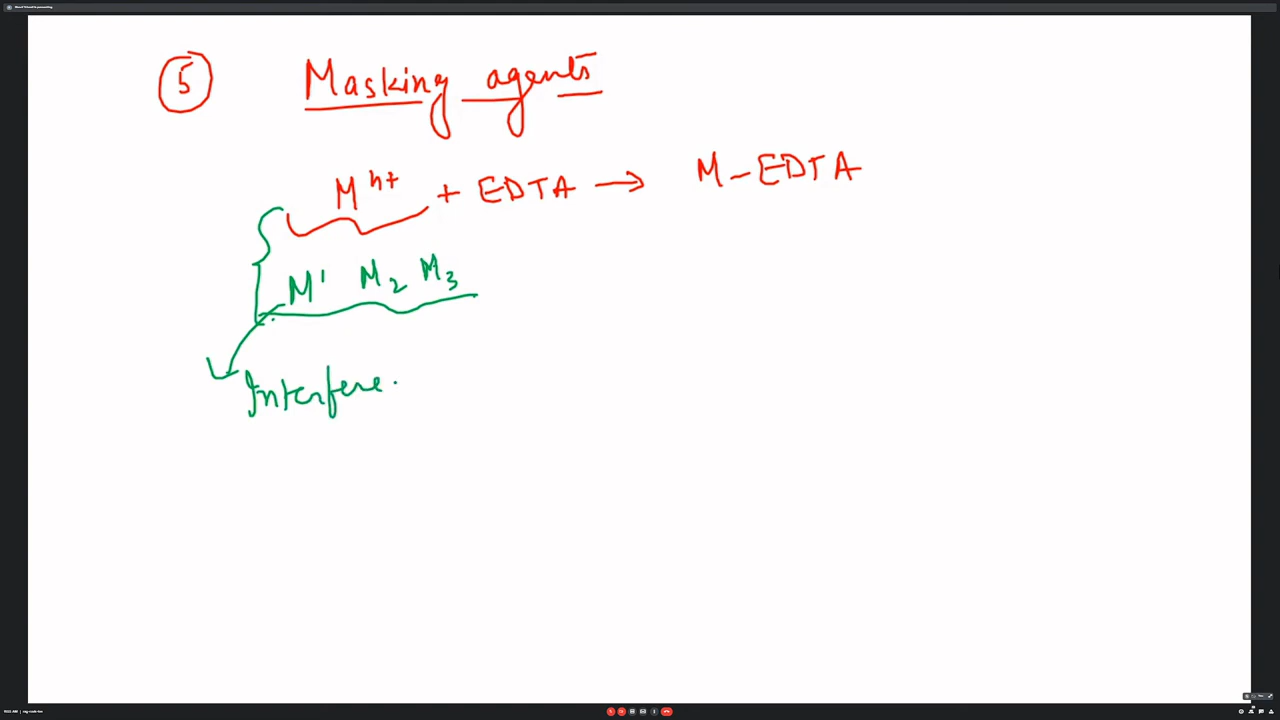 5 Masking agents
M^n+ + EDTA → M-EDTA
M' M2 M3
Interfere.